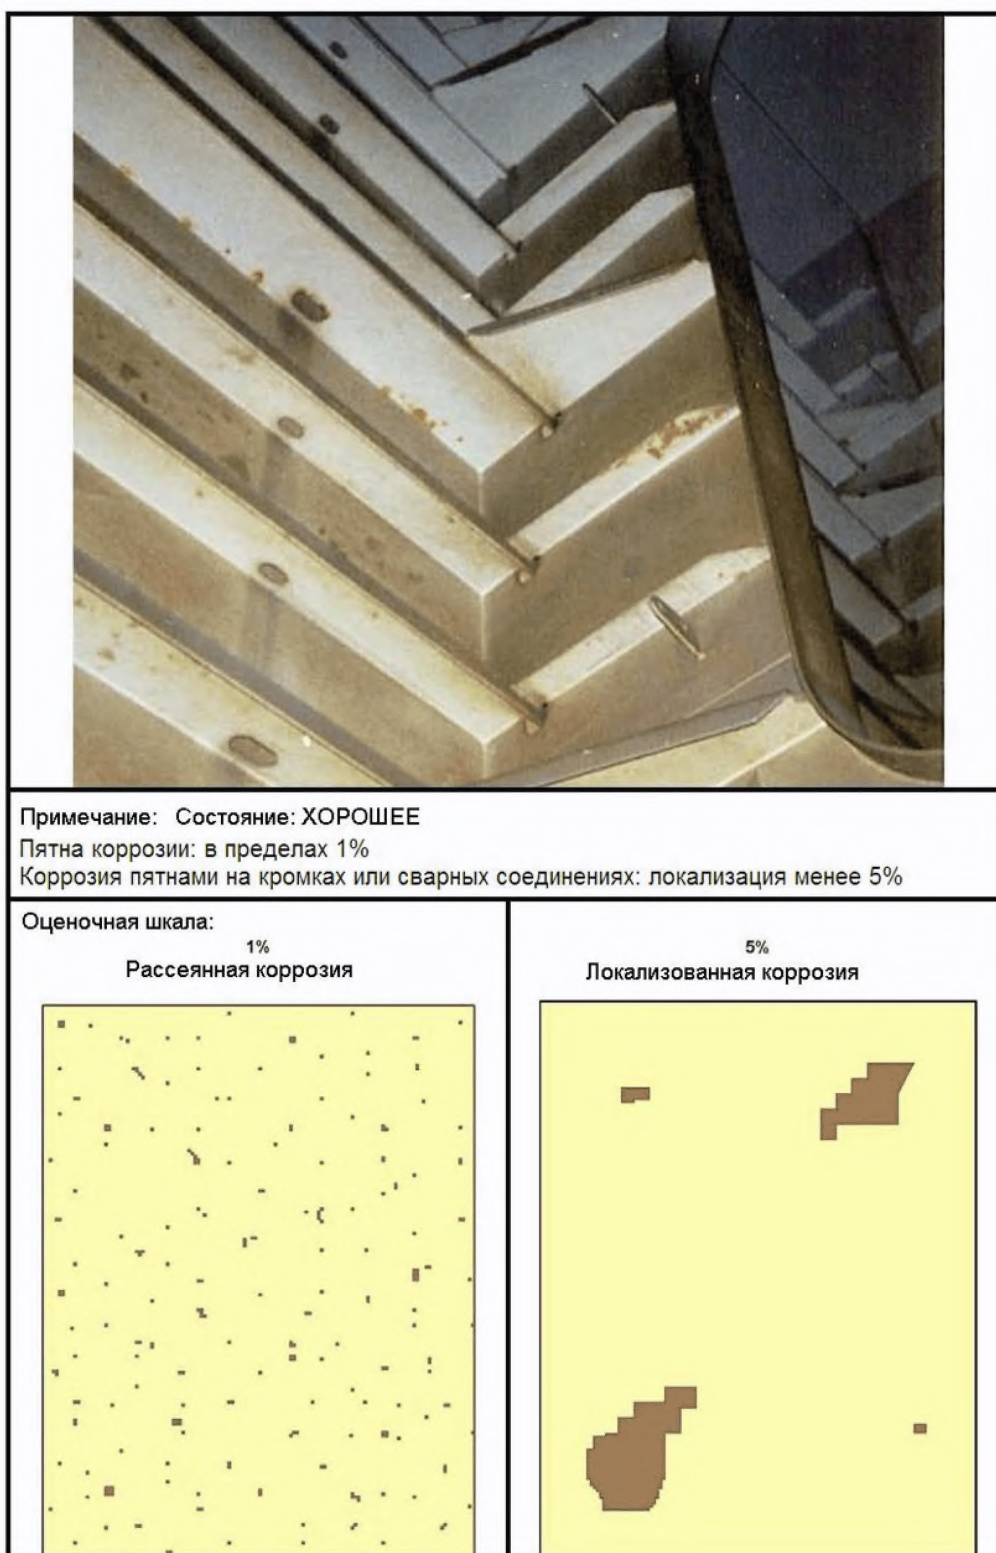 Примечание: Состояние: ХОРОШЕЕ
Пятна коррозии: в пределах 1%
Коррозия пятнами на кромках или сварных соединениях: локализация менее 5%
Оценочная шкала:
1%
Рассеянная коррозия
5%
Локализованная коррозия